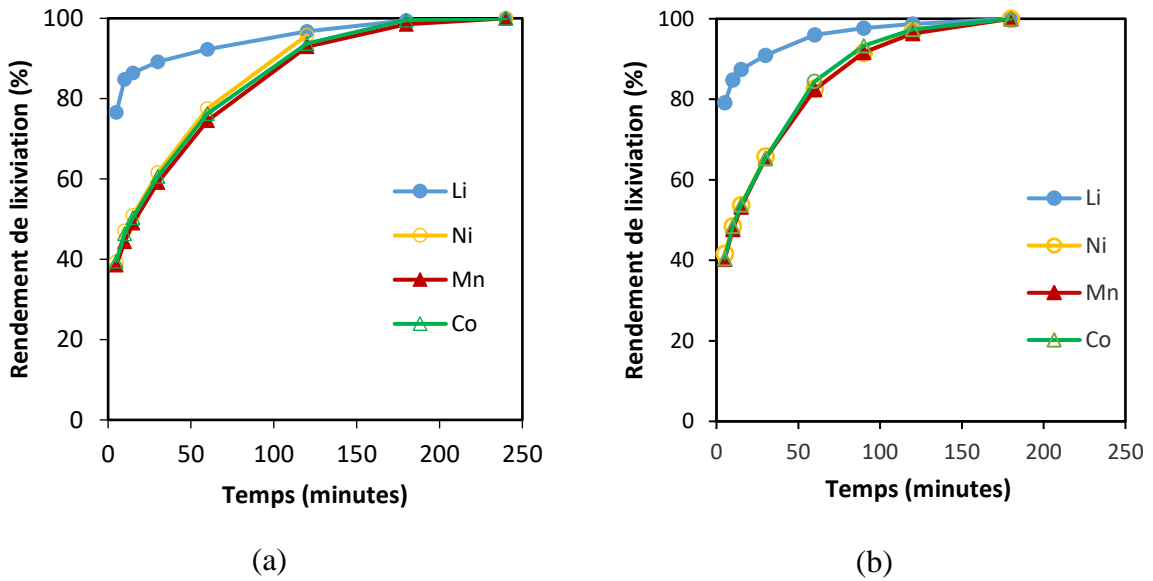 100
80
60
40
20
0
Rendement de lixiviation (%)
Li
Ni
Mn
Co
0 50 100 150 200 250
Temps (minutes)
(a)
100
80
60
40
20
0
Rendement de lixiviation (%)
Li
Ni
Mn
Co
0 50 100 150 200 250
Temps (minutes)
(b)